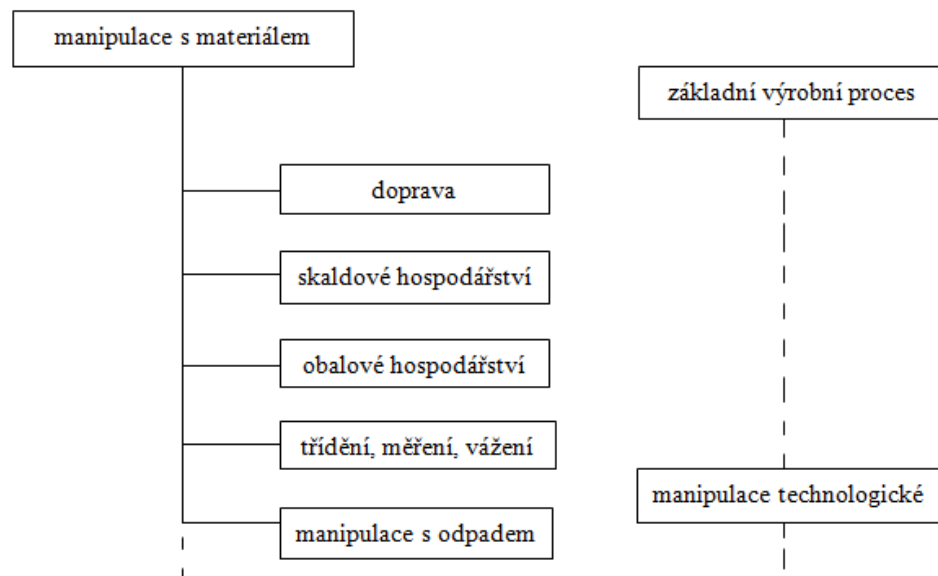 manipulace s materiálem
základní výrobní proces
doprava
skaldové hospodářství
obalové hospodářství
třídění, měření, vážení
manipulace technologické
manipulace s odpadem